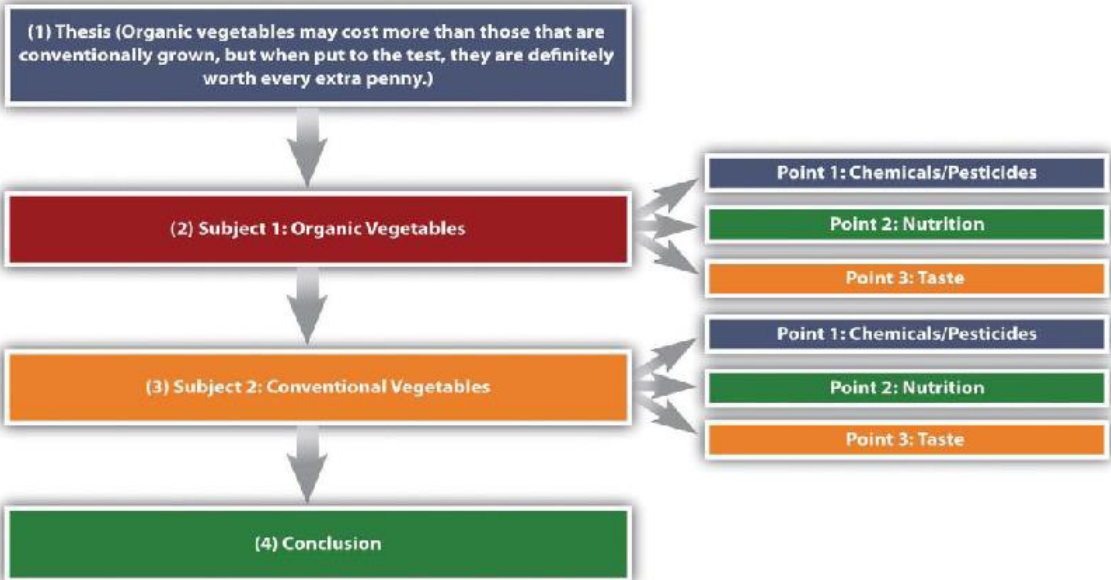 (1) Thesis (Organic vegetables may cost more than those that are
conventionally grown, but when put to the test, they are definitely
worth every extra penny.)
(2) Subject 1: Organic Vegetables
Point 1: Chemicals/Pesticides
Point 2: Nutrition
Point 3: Taste
(3) Subject 2: Conventional Vegetables
Point 1: Chemicals/Pesticides
Point 2: Nutrition
Point 3: Taste
(4) Conclusion